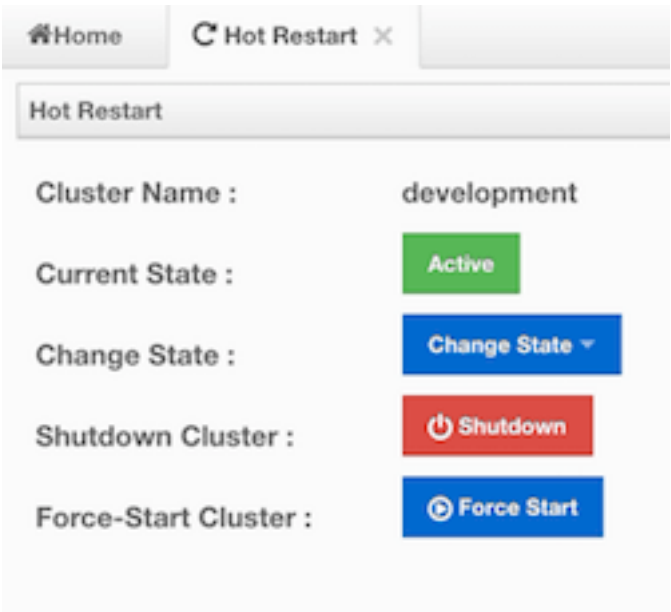 Home Hot Restart
Hot Restart
Cluster Name : development
Current State : Active
Change State : Change State
Shutdown Cluster : Shutdown
Force-Start Cluster : Force Start